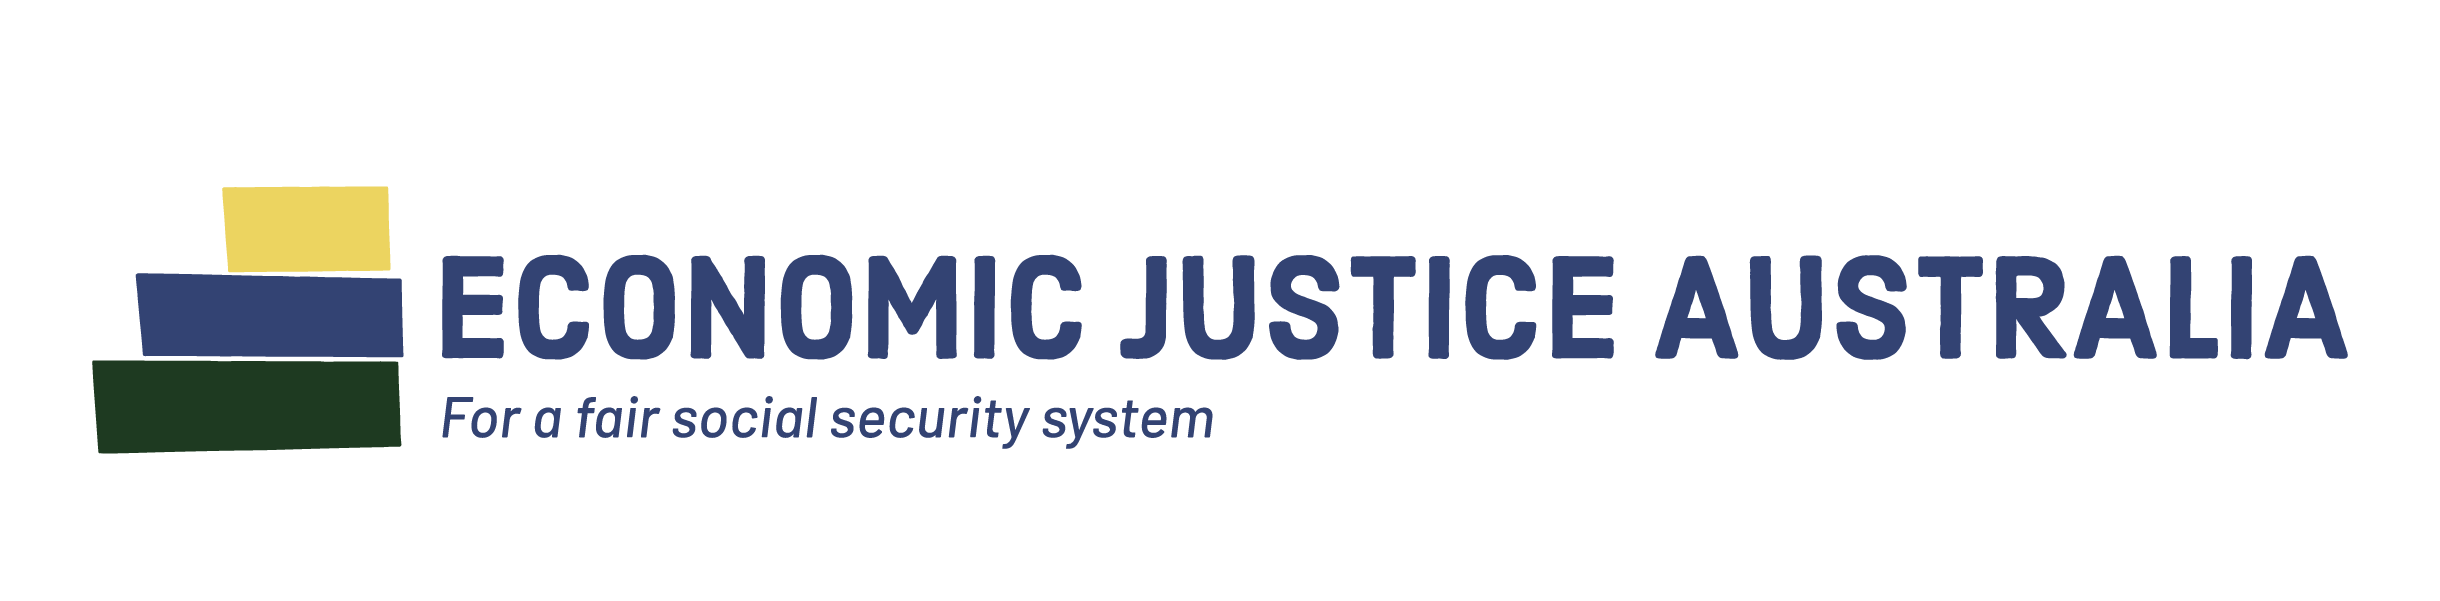 ECONOMIC JUSTICE AUSTRALIA
For a fair social security system